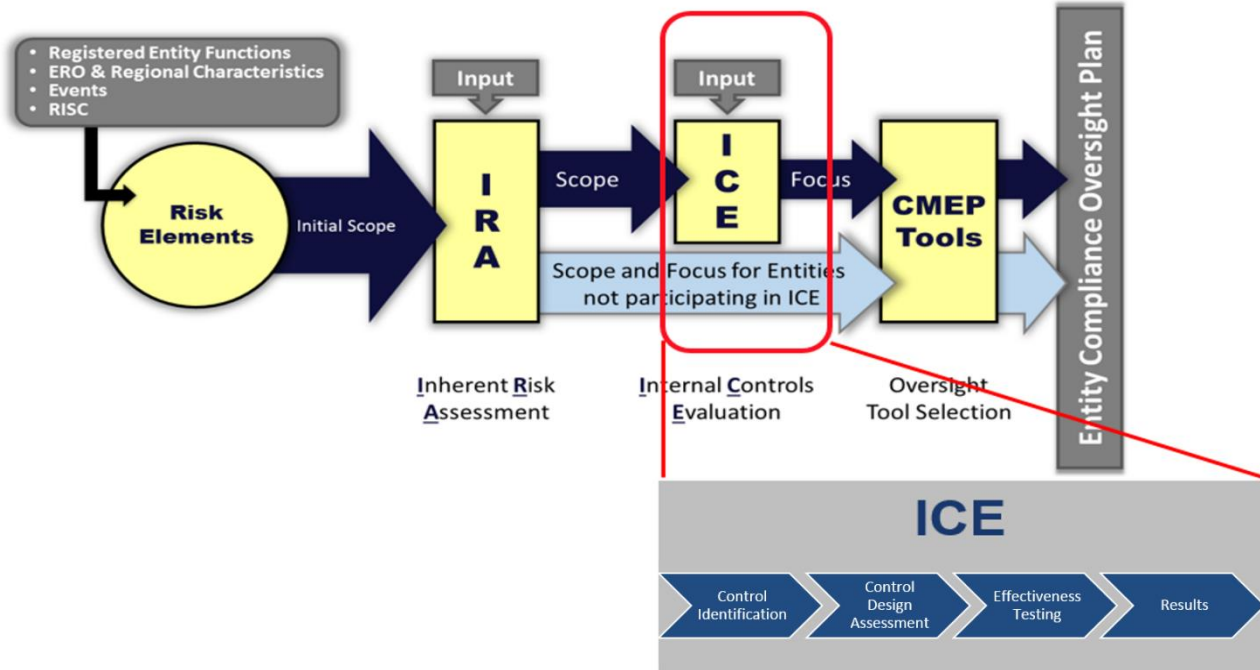 • Registered Entity Functions
• ERO & Regional Characteristics
• Events
• RISC
Input
Input
Risk
Elements
Initial Scope
I
R
A
Scope
I
C
E
Focus
CMEP
Tools
Scope and Focus for Entities
not participating in ICE
Entity Compliance Oversight Plan
Inherent Risk
Assessment
Internal Controls
Evaluation
Oversight
Tool Selection
ICE
Control
Identification
Control
Design
Assessment
Effectiveness
Testing
Results